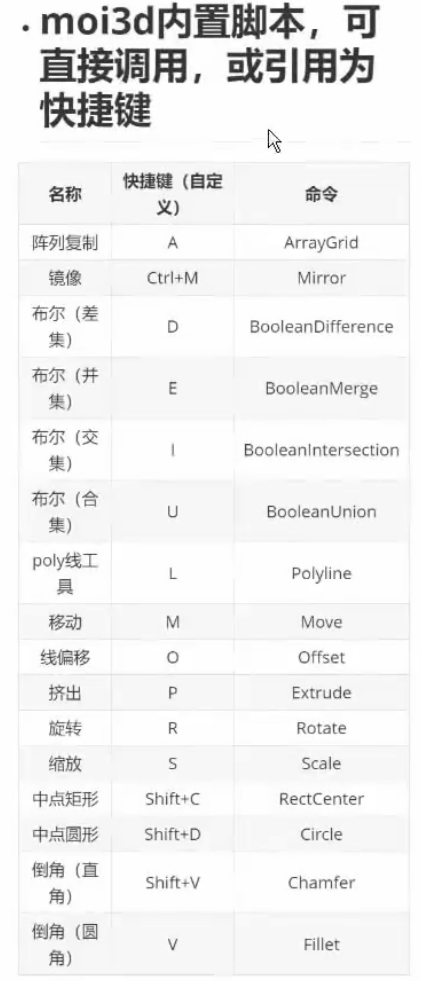 • moi3d内置脚本，可
直接调用，或引用为
快捷键
名称 快捷键（自定
义） 命令
阵列复制 A ArrayGrid
镜像 Ctrl+M Mirror
布尔（差
集） D BooleanDifference
布尔（并
集） E BooleanMerge
布尔（交
集） I BooleanIntersection
布尔（合
集） U BooleanUnion
poly线工
具 L Polyline
移动 M Move
线偏移 O Offset
挤出 P Extrude
旋转 R Rotate
缩放 S Scale
中点矩形 Shift+C RectCenter
中点圆形 Shift+D Circle
倒角（直
角） Shift+V Chamfer
倒角（圆
角） V Fillet